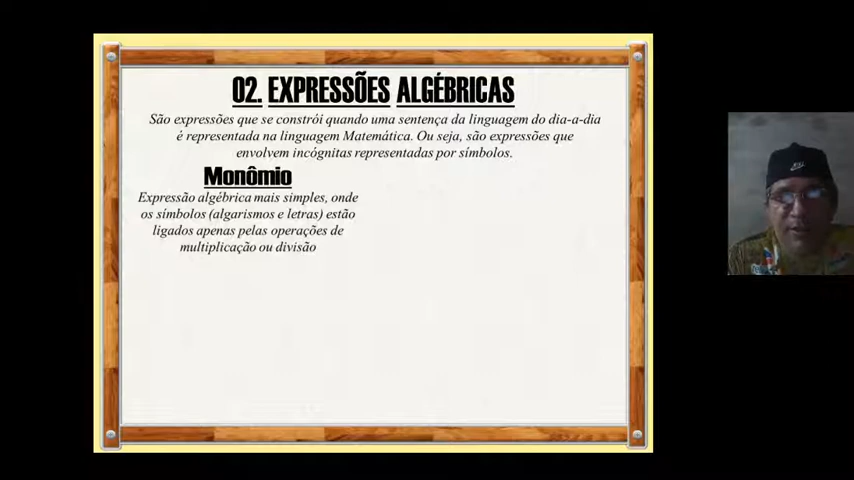 02. EXPRESSÕES ALGÉBRICAS
São expressões que se constrói quando uma sentença da linguagem do dia-a-dia
é representada na linguagem Matemática. Ou seja, são expressões que
envolvem incógnitas representadas por símbolos.
Monômio
Expressão algébrica mais simples, onde
os símbolos (algarismos e letras) estão
ligados apenas pelas operações de
multiplicação ou divisão